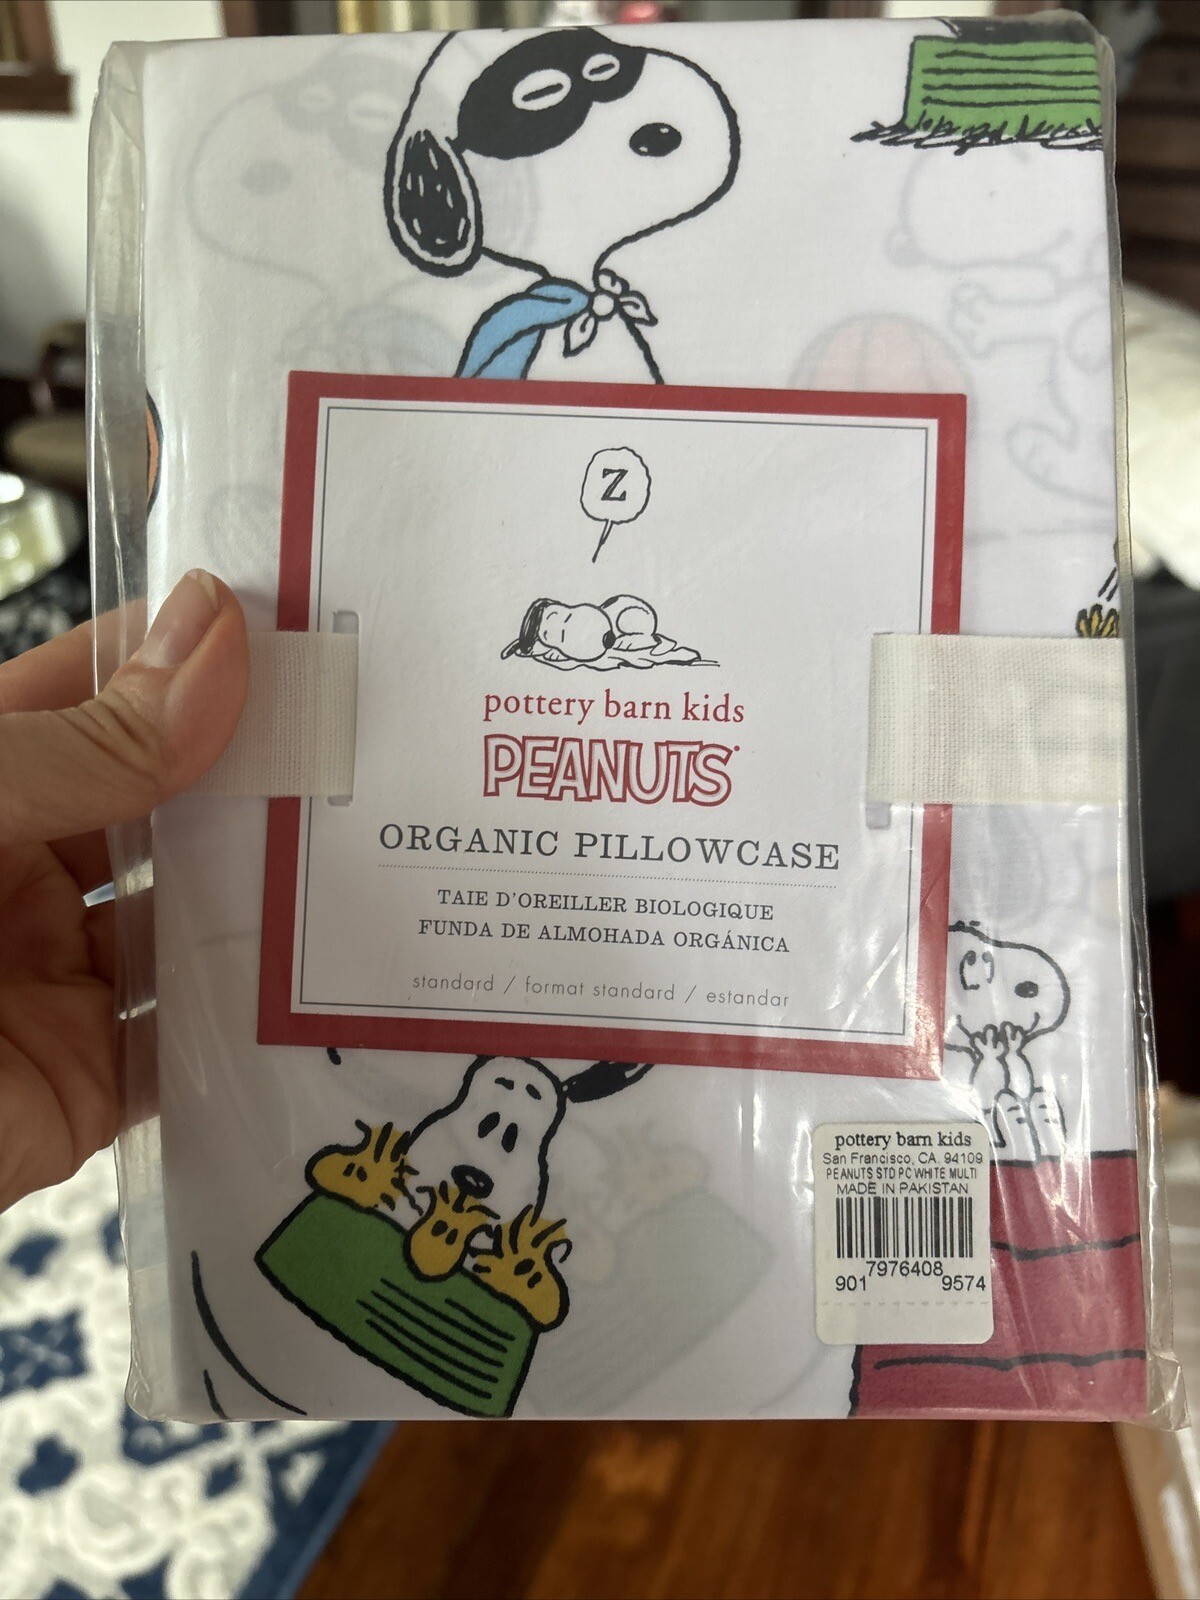 Z
pottery barn kids
PEANUTS
ORGANIC PILLOWCASE
TAIE D'OREILLER BIOLOGIQUE
FUNDA DE ALMOHADA ORGÁNICA
standard / format standard / estandar
pottery barn kids
San Francisco, CA. 94109
PEANUTS STD PC WHITE MULTI
MADE IN PAKISTAN
7976408
901 9574